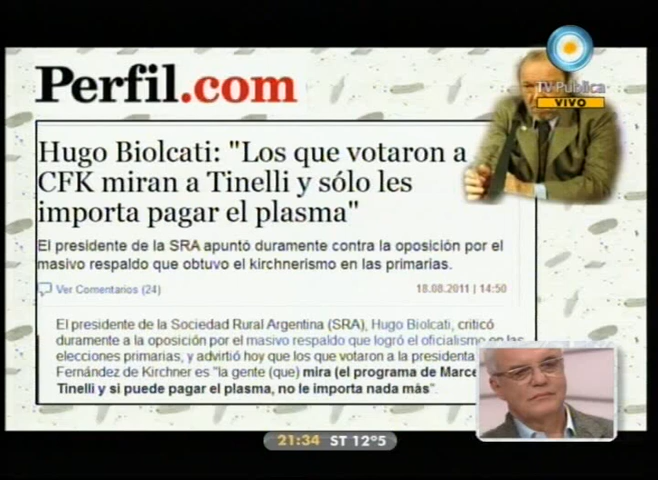 Perfil.com
TV Pública
VIVO
Hugo Biolcati: "Los que votaron a
CFK miran a Tinelli y sólo les
importa pagar el plasma"
El presidente de la SRA apuntó duramente contra la oposición por el
masivo respaldo que obtuvo el kirchnerismo en las primarias.
Ver Comentarios (24)
18.08.2011 | 14:50
El presidente de la Sociedad Rural Argentina (SRA), Hugo Biolcati, criticó
duramente a la oposición por el masivo respaldo que logró el oficialismo en las
elecciones primarias, y advirtió hoy que los que votaron a la presidenta
Fernández de Kirchner es "la gente (que) mira (el programa de Marce
Tinelli y si puede pagar el plasma, no le importa nada más".
21:34 ST 12°5